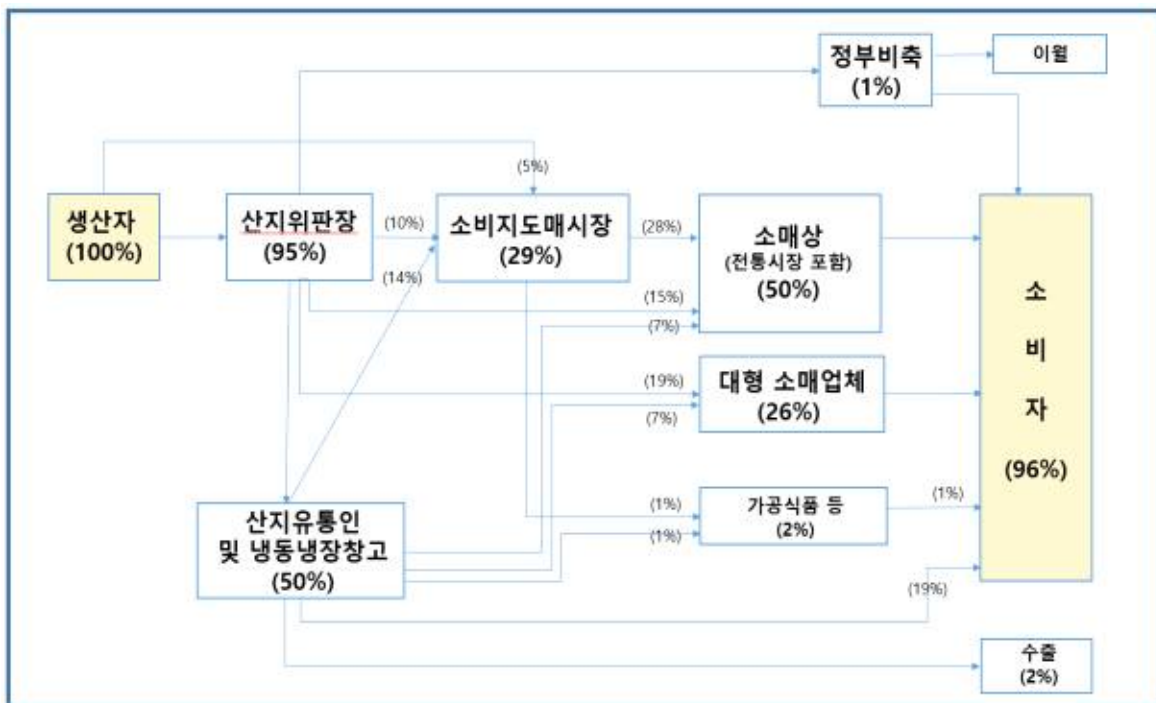 정부비축
(1%)
이월
(5%)
생산자
(100%)
산지위판장
(95%)
(10%)
소비지도매시장
(29%)
(28%)
소매상
(전통시장 포함)
(50%)
(14%)
(15%)
(7%)
(19%)
대형 소매업체
(26%)
(7%)
소
비
자
(96%)
산지유통인
및 냉동냉장창고
(50%)
(1%)
(1%)
가공식품 등
(2%)
(1%)
(19%)
수출
(2%)